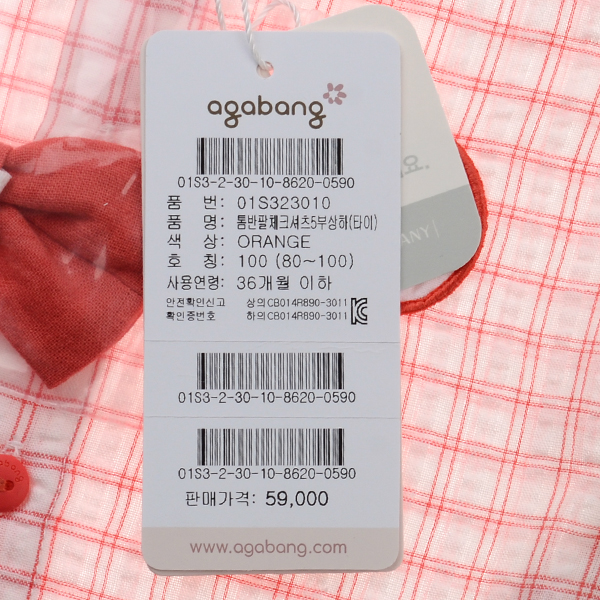 agabang
01S3-2-30-10-8620-0590
품 번: 01S323010
품 명: 톰반팔체크셔츠5부상하(타이)
색 상: ORANGE
호 칭: 100 (80~100)
사용연령: 36개월 이하
안전확인신고 상의CB014R890-3011
확인증번호 하의CB014R890-3011
01S3-2-30-10-8620-0590
01S3-2-30-10-8620-0590
판매가격: 59,000
www.agabang.com
요.
ANY